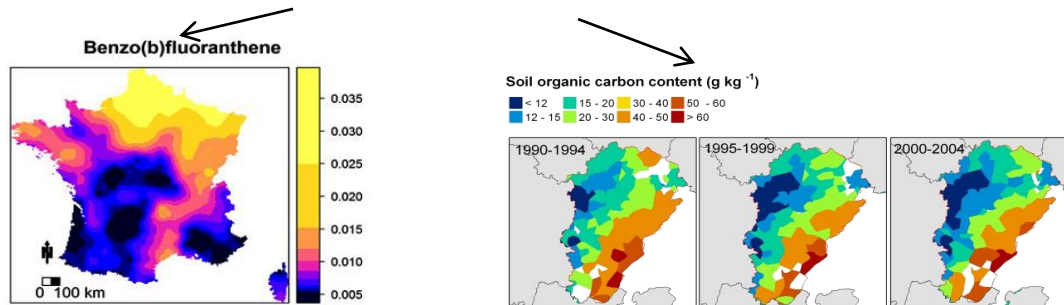 Benzo(b)fluoranthene
0.035
0.030
0.025
0.020
0.015
0.010
0.005
N
0 100 km
Soil organic carbon content (g kg -1)
< 12 15 - 20 30 - 40 50 - 60
12 - 15 20 - 30 40 - 50 > 60
1990-1994 1995-1999 2000-2004